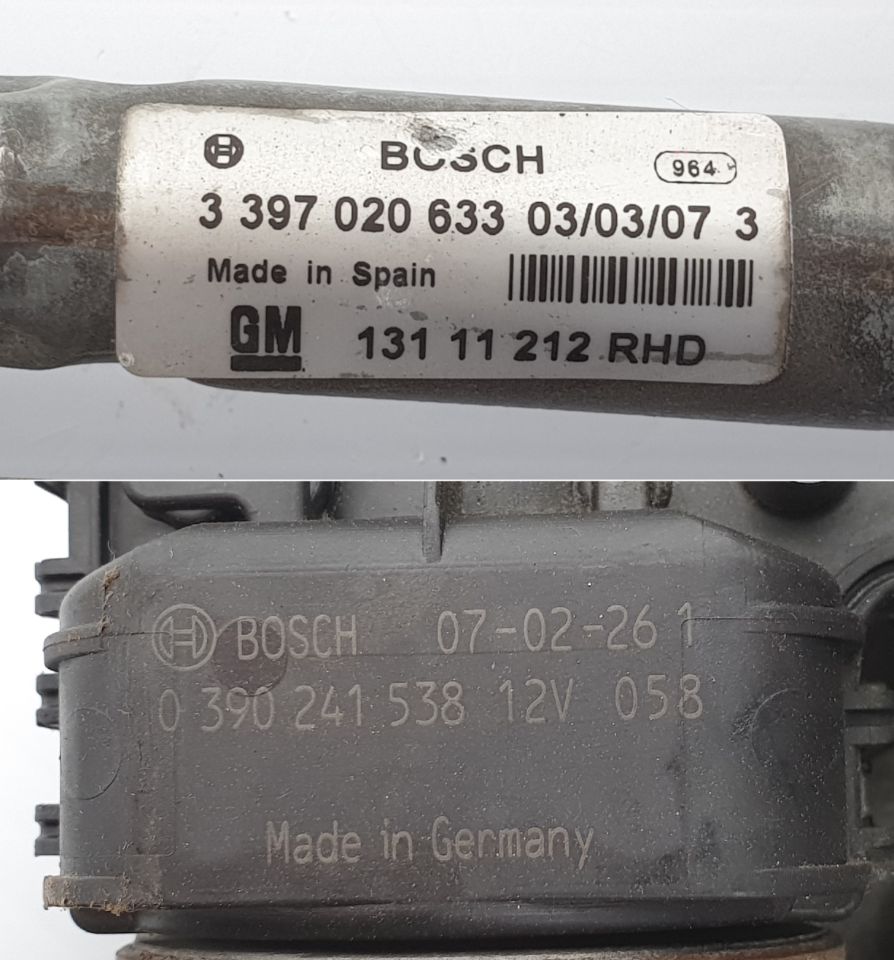 BOSCH
964
3 397 020 633 03/03/07 3
Made in Spain
GM 131 11 212 RHD
BOSCH 07-02-26 1
0 390 241 538 12V 058
Made in Germany